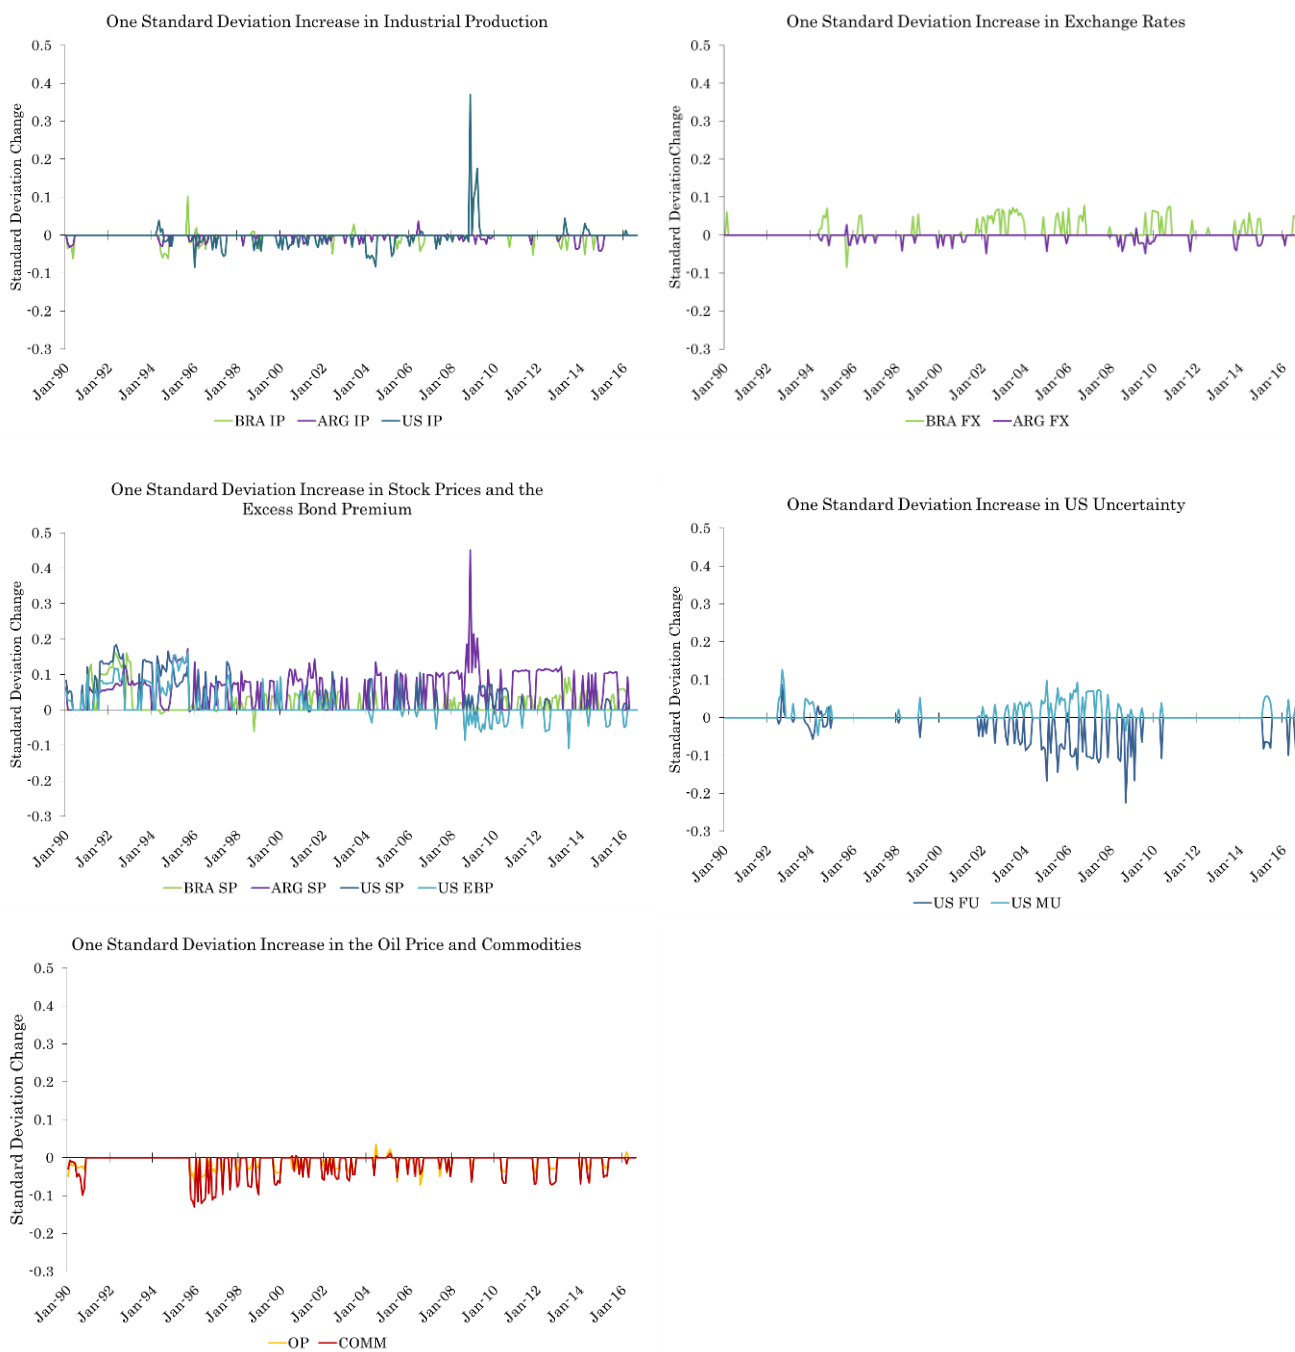 One Standard Deviation Increase in Industrial Production
Standard Deviation Change
0.5
0.4
0.3
0.2
0.1
0
-0.1
-0.2
-0.3
Jan-90
Jan-92
Jan-94
Jan-96
Jan-98
Jan-00
Jan-02
Jan-04
Jan-06
Jan-08
Jan-10
Jan-12
Jan-14
Jan-16
BRA IP ARG IP US IP
One Standard Deviation Increase in Exchange Rates
Standard DeviationChange
0.5
0.4
0.3
0.2
0.1
0
-0.1
-0.2
-0.3
Jan-90
Jan-92
Jan-94
Jan-96
Jan-98
Jan-00
Jan-02
Jan-04
Jan-06
Jan-08
Jan-10
Jan-12
Jan-14
Jan-16
BRA FX ARG FX
One Standard Deviation Increase in Stock Prices and the
Excess Bond Premium
Standard Deviation Change
0.5
0.4
0.3
0.2
0.1
0
-0.1
-0.2
-0.3
Jan-90
Jan-92
Jan-94
Jan-96
Jan-98
Jan-00
Jan-02
Jan-04
Jan-06
Jan-08
Jan-10
Jan-12
Jan-14
Jan-16
BRA SP ARG SP US SP US EBP
One Standard Deviation Increase in US Uncertainty
Standard Deviation Change
0.5
0.4
0.3
0.2
0.1
0
-0.1
-0.2
-0.3
Jan-90
Jan-92
Jan-94
Jan-96
Jan-98
Jan-00
Jan-02
Jan-04
Jan-06
Jan-08
Jan-10
Jan-12
Jan-14
Jan-16
US FU US MU
One Standard Deviation Increase in the Oil Price and Commodities
Standard Deviation Change
0.5
0.4
0.3
0.2
0.1
0
-0.1
-0.2
-0.3
Jan-90
Jan-92
Jan-94
Jan-96
Jan-98
Jan-00
Jan-02
Jan-04
Jan-06
Jan-08
Jan-10
Jan-12
Jan-14
Jan-16
OP COMM